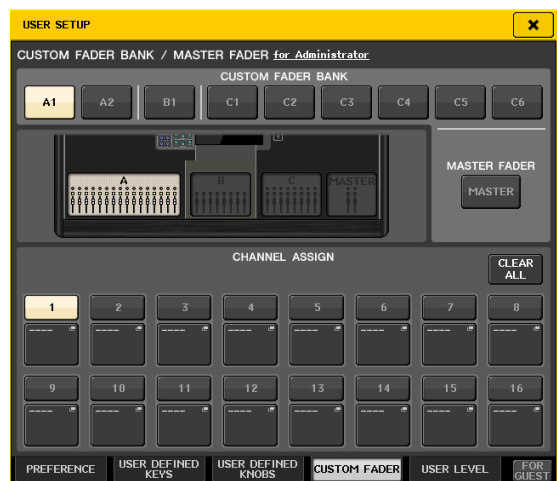 USER SETUP
CUSTOM FADER BANK / MASTER FADER for Administrator
CUSTOM FADER BANK
A1 A2 B1 C1 C2 C3 C4 C5 C6
MASTER FADER
MASTER
A B C MASTER
CHANNEL ASSIGN
CLEAR ALL
1 2 3 4 5 6 7 8
---- ---- ---- ---- ---- ---- ---- ----
9 10 11 12 13 14 15 16
---- ---- ---- ---- ---- ---- ---- ----
PREFERENCE USER DEFINED KEYS USER DEFINED KNOBS CUSTOM FADER USER LEVEL FOR GUEST